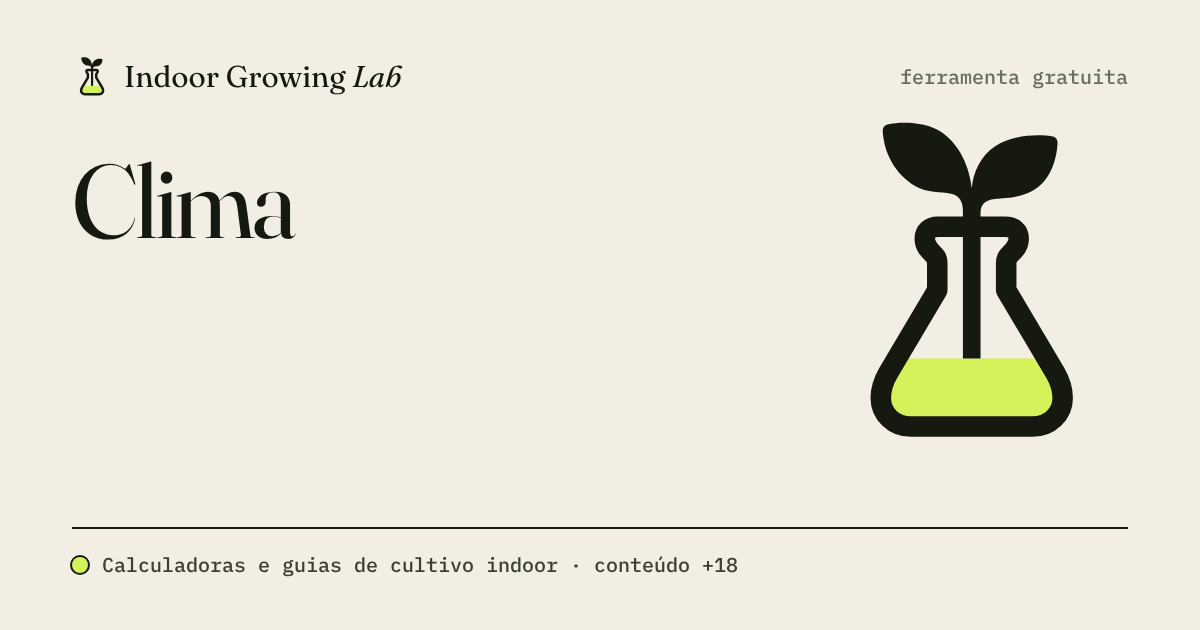 Indoor Growing Lab
ferramenta gratuita
Clima
Calculadoras e guias de cultivo indoor · conteúdo +18